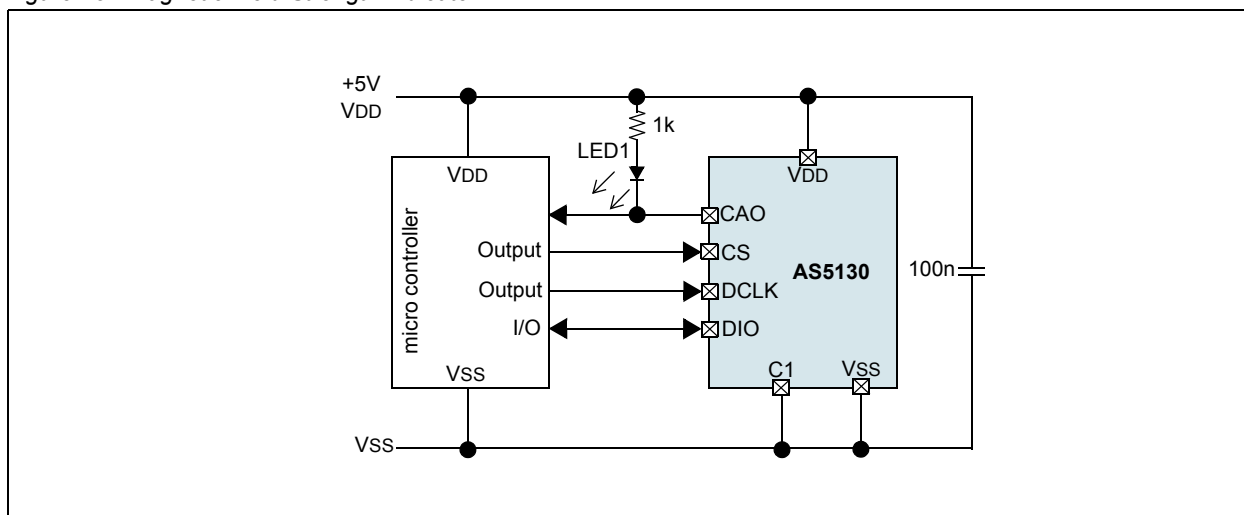 +5V
VDD
1k
LED1
VDD
VDD
micro controller
CAO
Output
CS
AS5130
100n
Output
DCLK
I/O
DIO
VSS
C1
VSS
VSS